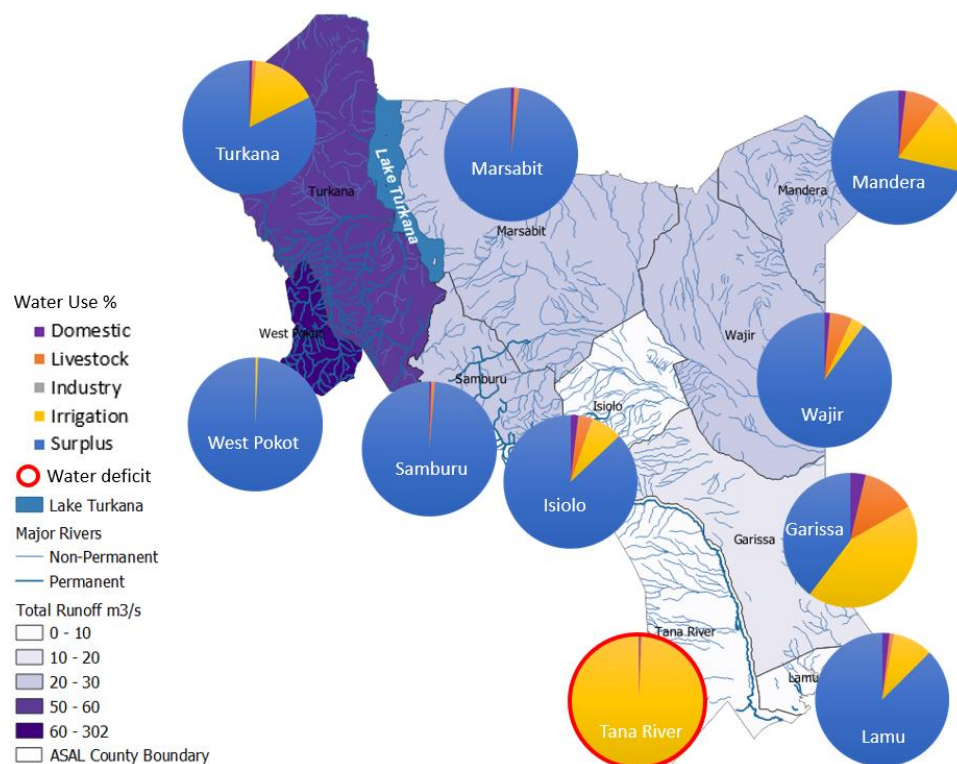 Turkana
Marsabit
Mandera
Turkana
Lake Turkana
Marsabit
Mandera
Water Use %
Domestic
Livestock
Industry
Irrigation
Surplus
Water deficit
Lake Turkana
Major Rivers
Non-Permanent
Permanent
Total Runoff m3/s
0 - 10
10 - 20
20 - 30
50 - 60
60 - 302
ASAL County Boundary
West Pokot
West Pokot
Samburu
Samburu
Isiolo
Isiolo
Wajir
Wajir
Garissa
Garissa
Tana River
Tana River
Lamu
Lamu